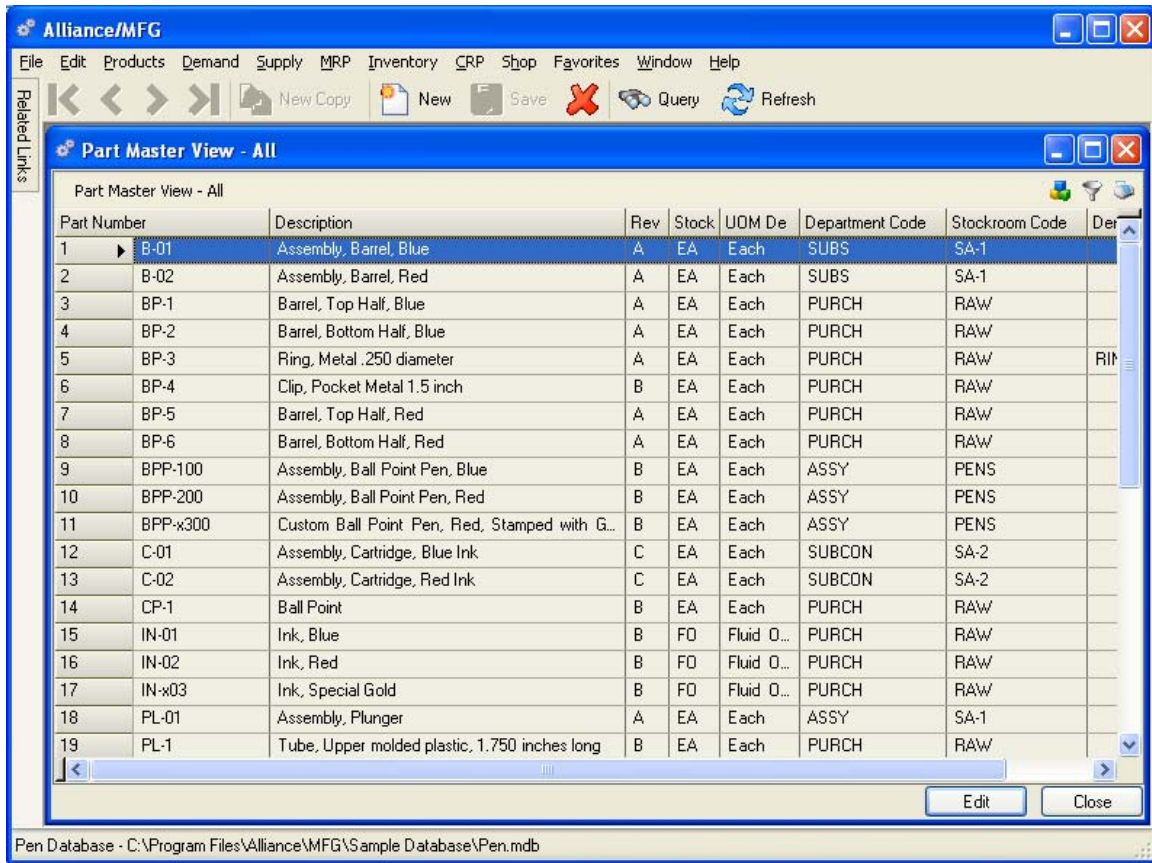 Alliance/MFG
File Edit Products Demand Supply MRP Inventory CRP Shop Favorites Window Help
Related Links
New Copy New Save Query Refresh
Part Master View - All
Part Master View - All
Part Number Description Rev Stock UOM De Department Code Stockroom Code Der
1 B-01 Assembly, Barrel, Blue A EA Each SUBS SA-1
2 B-02 Assembly, Barrel, Red A EA Each SUBS SA-1
3 BP-1 Barrel, Top Half, Blue A EA Each PURCH RAW
4 BP-2 Barrel, Bottom Half, Blue A EA Each PURCH RAW
5 BP-3 Ring, Metal .250 diameter A EA Each PURCH RAW RIN
6 BP-4 Clip, Pocket Metal 1.5 inch B EA Each PURCH RAW
7 BP-5 Barrel, Top Half, Red A EA Each PURCH RAW
8 BP-6 Barrel, Bottom Half, Red A EA Each PURCH RAW
9 BPP-100 Assembly, Ball Point Pen, Blue B EA Each ASSY PENS
10 BPP-200 Assembly, Ball Point Pen, Red B EA Each ASSY PENS
11 BPP-x300 Custom Ball Point Pen, Red, Stamped with G... B EA Each ASSY PENS
12 C-01 Assembly, Cartridge, Blue Ink C EA Each SUBCON SA-2
13 C-02 Assembly, Cartridge, Red Ink C EA Each SUBCON SA-2
14 CP-1 Ball Point B EA Each PURCH RAW
15 IN-01 Ink, Blue B FO Fluid O... PURCH RAW
16 IN-02 Ink, Red B FO Fluid O... PURCH RAW
17 IN-x03 Ink, Special Gold B FO Fluid O... PURCH RAW
18 PL-01 Assembly, Plunger A EA Each ASSY SA-1
19 PL-1 Tube, Upper molded plastic, 1.750 inches long B EA Each PURCH RAW
Edit Close
Pen Database - C:\Program Files\Alliance\MFG\Sample Database\Pen.mdb